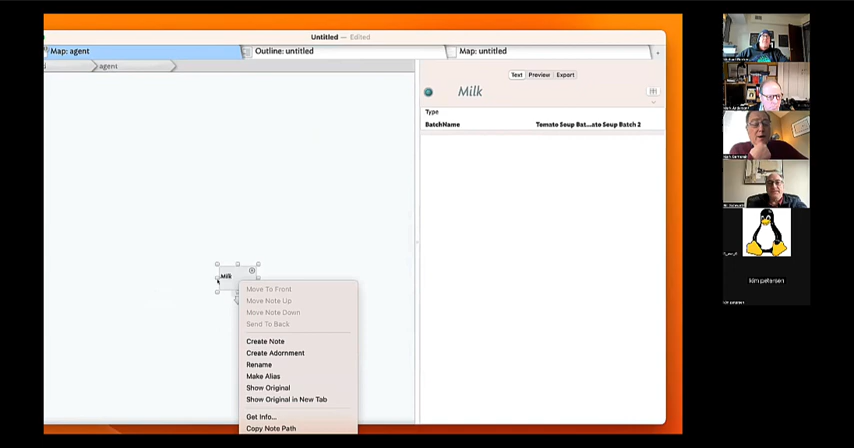 Untitled — Edited
Map: agent
Outline: untitled
Map: untitled
agent
Text
Preview
Export
Milk
Type
BatchName
Tomato Soup Bat...ato Soup Batch 2
Milk
Move To Front
Move Note Up
Move Note Down
Send To Back
Create Note
Create Adornment
Rename
Make Alias
Show Original
Show Original in New Tab
Get Info...
Copy Note Path
kim petersen